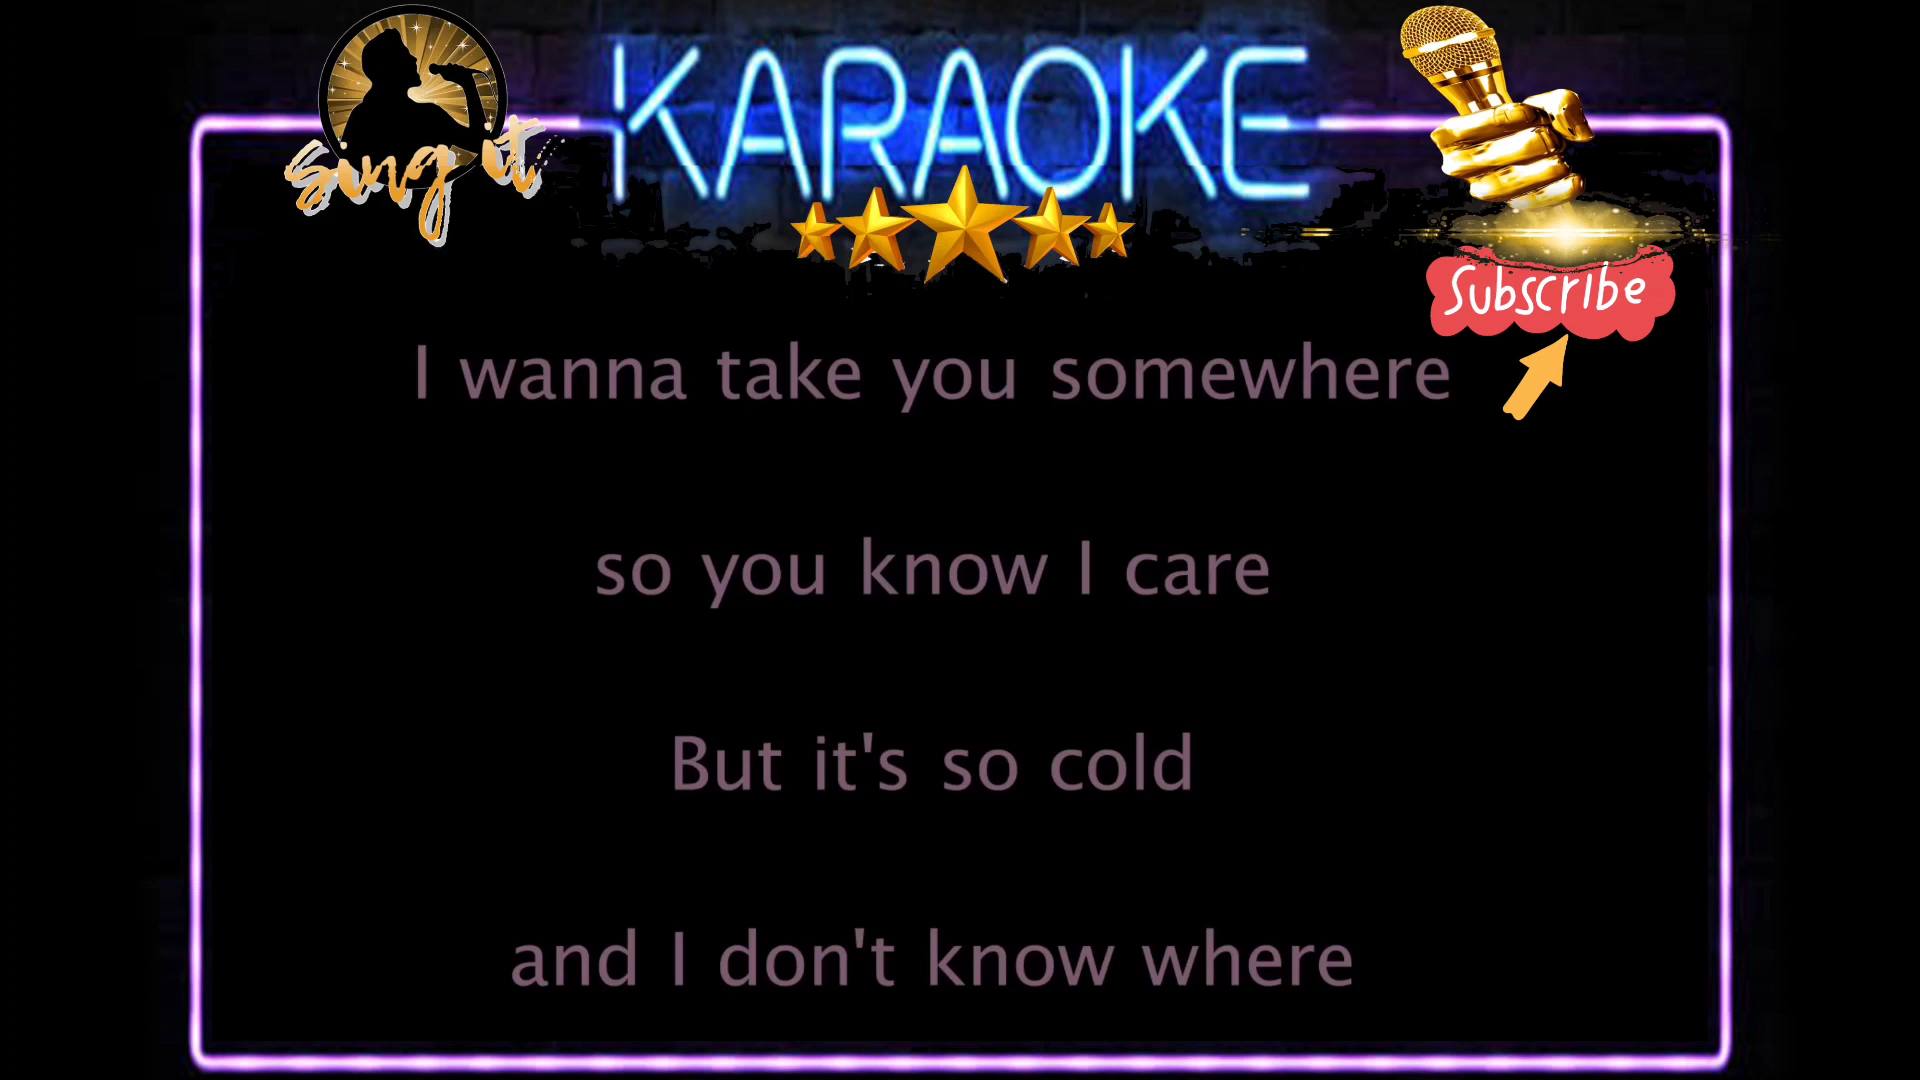 KARAOKE
sing it
Subscribe
I wanna take you somewhere
so you know I care
But it's so cold
and I don't know where